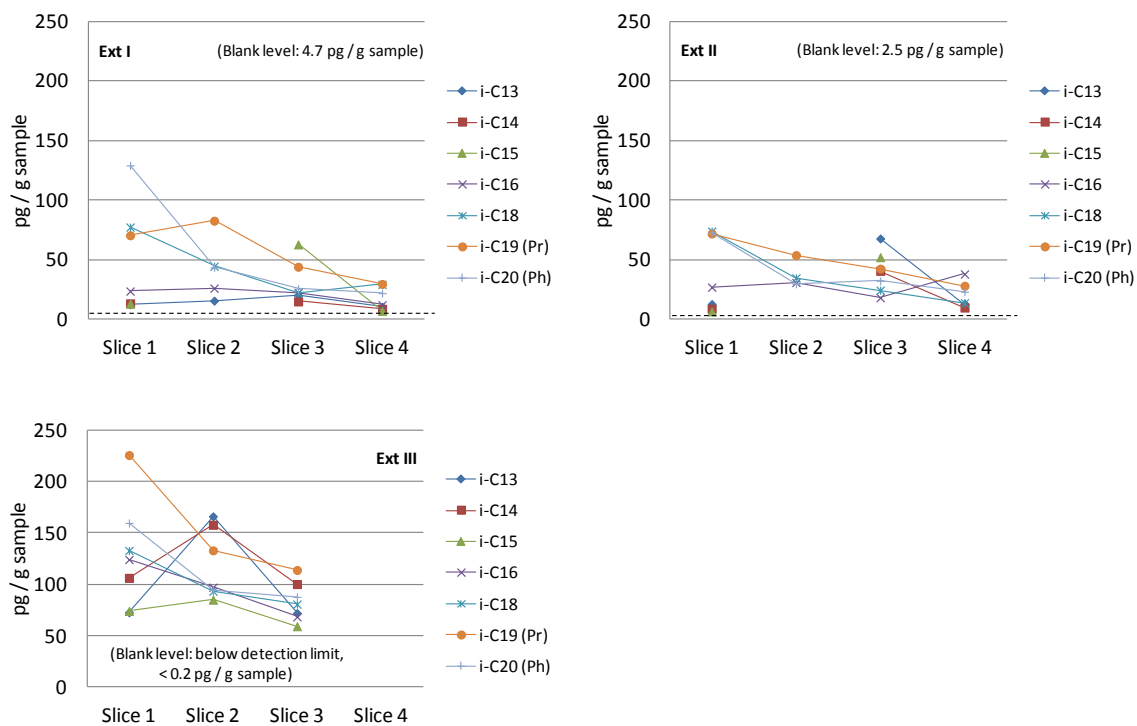 250
200
150
100
50
0
pg / g sample
Ext I
(Blank level: 4.7 pg / g sample)
Slice 1 Slice 2 Slice 3 Slice 4
i-C13
i-C14
i-C15
i-C16
i-C18
i-C19 (Pr)
i-C20 (Ph)
250
200
150
100
50
0
pg / g sample
Ext II
(Blank level: 2.5 pg / g sample)
Slice 1 Slice 2 Slice 3 Slice 4
i-C13
i-C14
i-C15
i-C16
i-C18
i-C19 (Pr)
i-C20 (Ph)
250
200
150
100
50
0
pg / g sample
Ext III
(Blank level: below detection limit,
< 0.2 pg / g sample)
Slice 1 Slice 2 Slice 3 Slice 4
i-C13
i-C14
i-C15
i-C16
i-C18
i-C19 (Pr)
i-C20 (Ph)